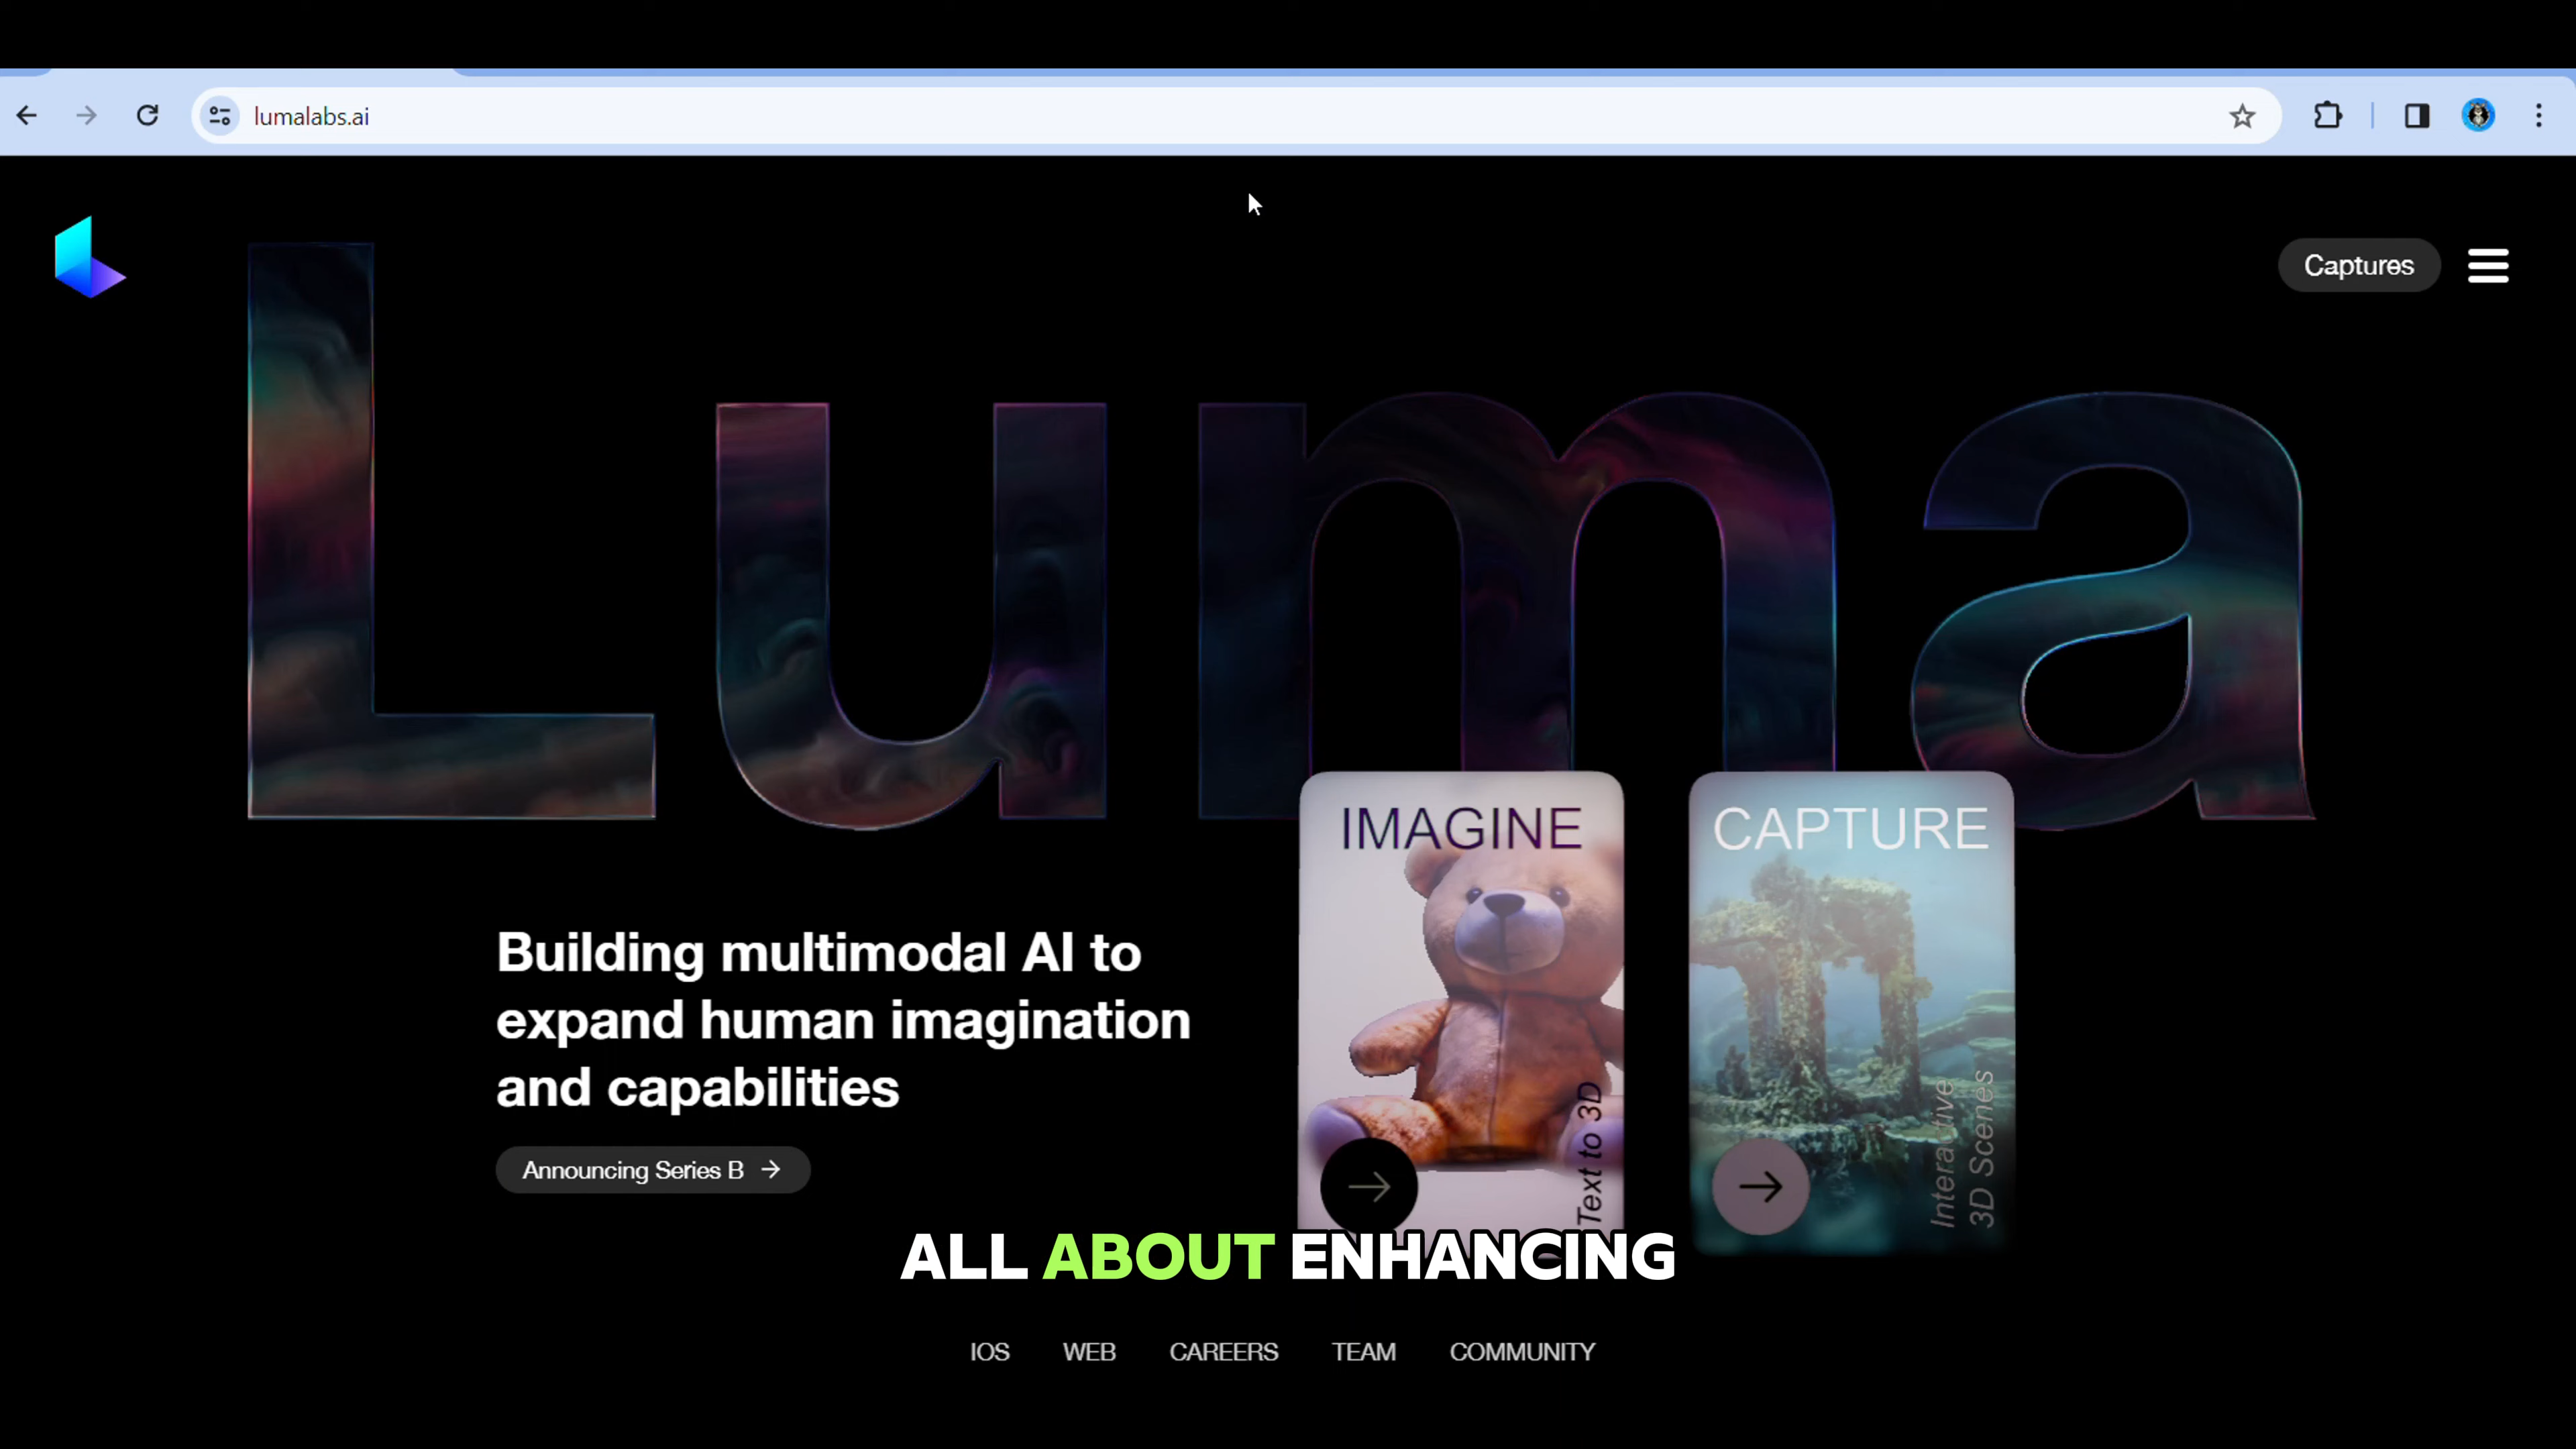 lumalabs.ai
Captures
Luma
IMAGINE
Text to 3D
CAPTURE
Interactive
3D Scenes
Building multimodal AI to
expand human imagination
and capabilities
Announcing Series B →
ALL ABOUT ENHANCING
IOS WEB CAREERS TEAM COMMUNITY